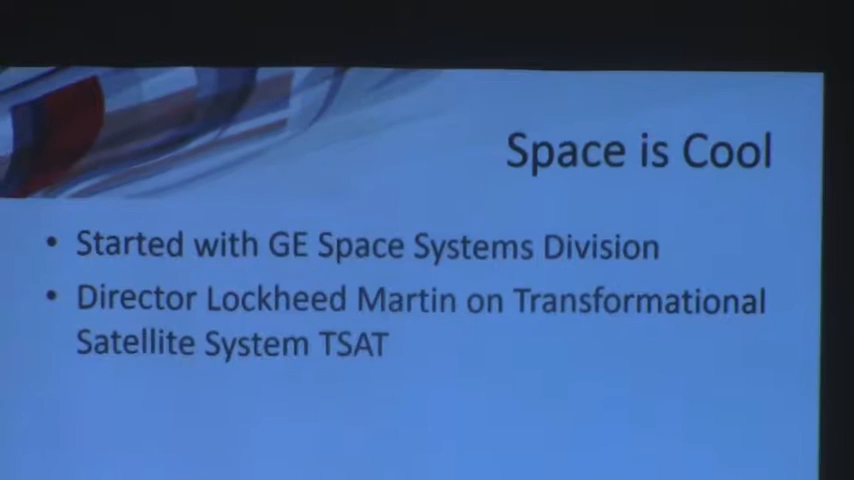 Space is Cool
• Started with GE Space Systems Division
• Director Lockheed Martin on Transformational
Satellite System TSAT